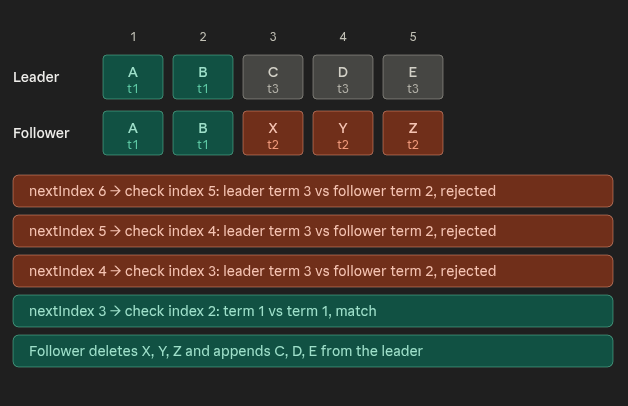 1 2 3 4 5
Leader A B C D E
t1 t1 t3 t3 t3
Follower A B X Y Z
t1 t1 t2 t2 t2
nextIndex 6 → check index 5: leader term 3 vs follower term 2, rejected
nextIndex 5 → check index 4: leader term 3 vs follower term 2, rejected
nextIndex 4 → check index 3: leader term 3 vs follower term 2, rejected
nextIndex 3 → check index 2: term 1 vs term 1, match
Follower deletes X, Y, Z and appends C, D, E from the leader